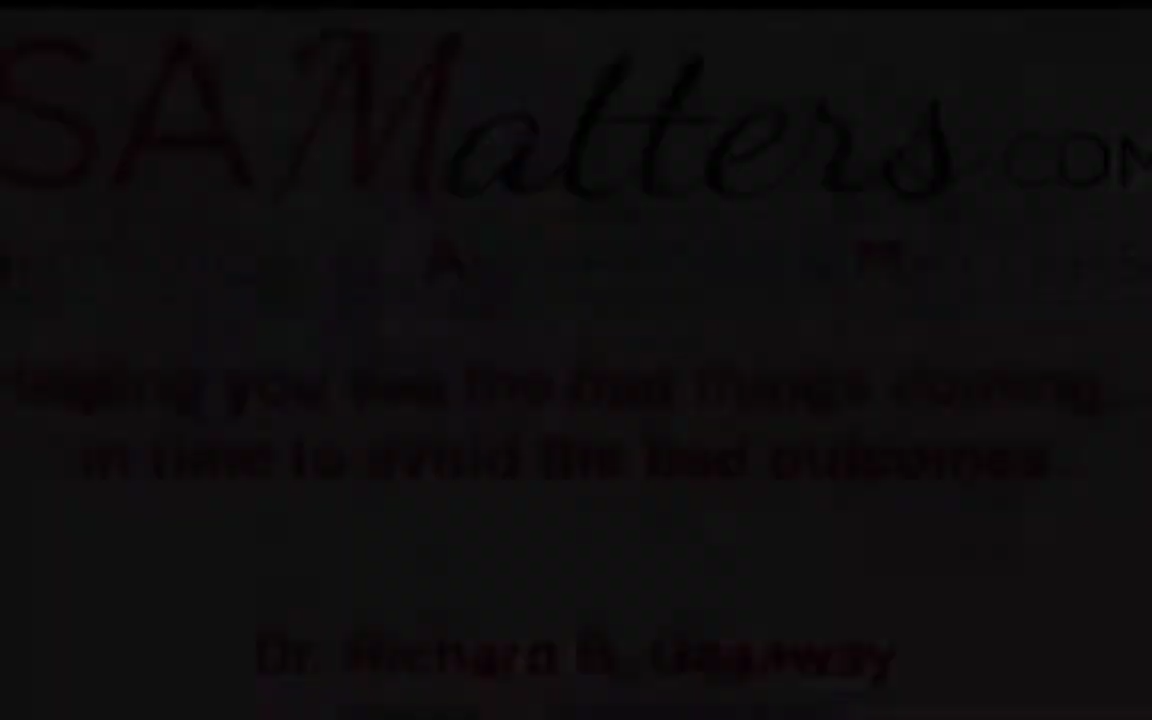 SAMatters.COM
Helping you see the bad things coming
in time to avoid the bad outcomes.
Dr. Richard B. Gasaway